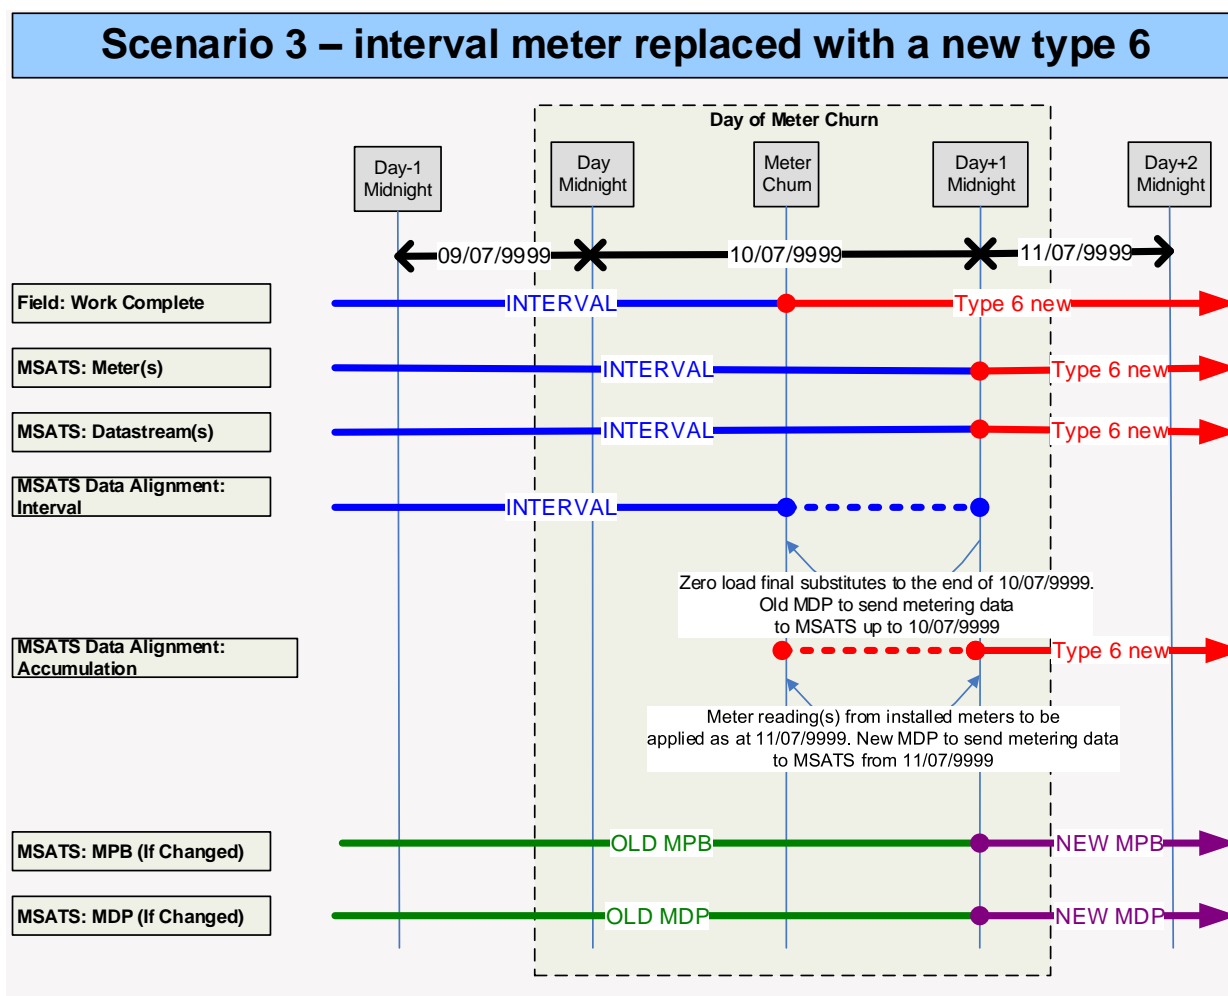 Scenario 3 – interval meter replaced with a new type 6
Day of Meter Churn
Day-1
Midnight
Day
Midnight
Meter
Churn
Day+1
Midnight
Day+2
Midnight
09/07/9999
10/07/9999
11/07/9999
Field: Work Complete
INTERVAL
Type 6 new
MSATS: Meter(s)
INTERVAL
Type 6 new
MSATS: Datastream(s)
INTERVAL
Type 6 new
MSATS Data Alignment:
Interval
INTERVAL
Zero load final substitutes to the end of 10/07/9999.
Old MDP to send metering data
to MSATS up to 10/07/9999
MSATS Data Alignment:
Accumulation
Type 6 new
Meter reading(s) from installed meters to be
applied as at 11/07/9999. New MDP to send metering data
to MSATS from 11/07/9999
MSATS: MPB (If Changed)
OLD MPB
NEW MPB
MSATS: MDP (If Changed)
OLD MDP
NEW MDP